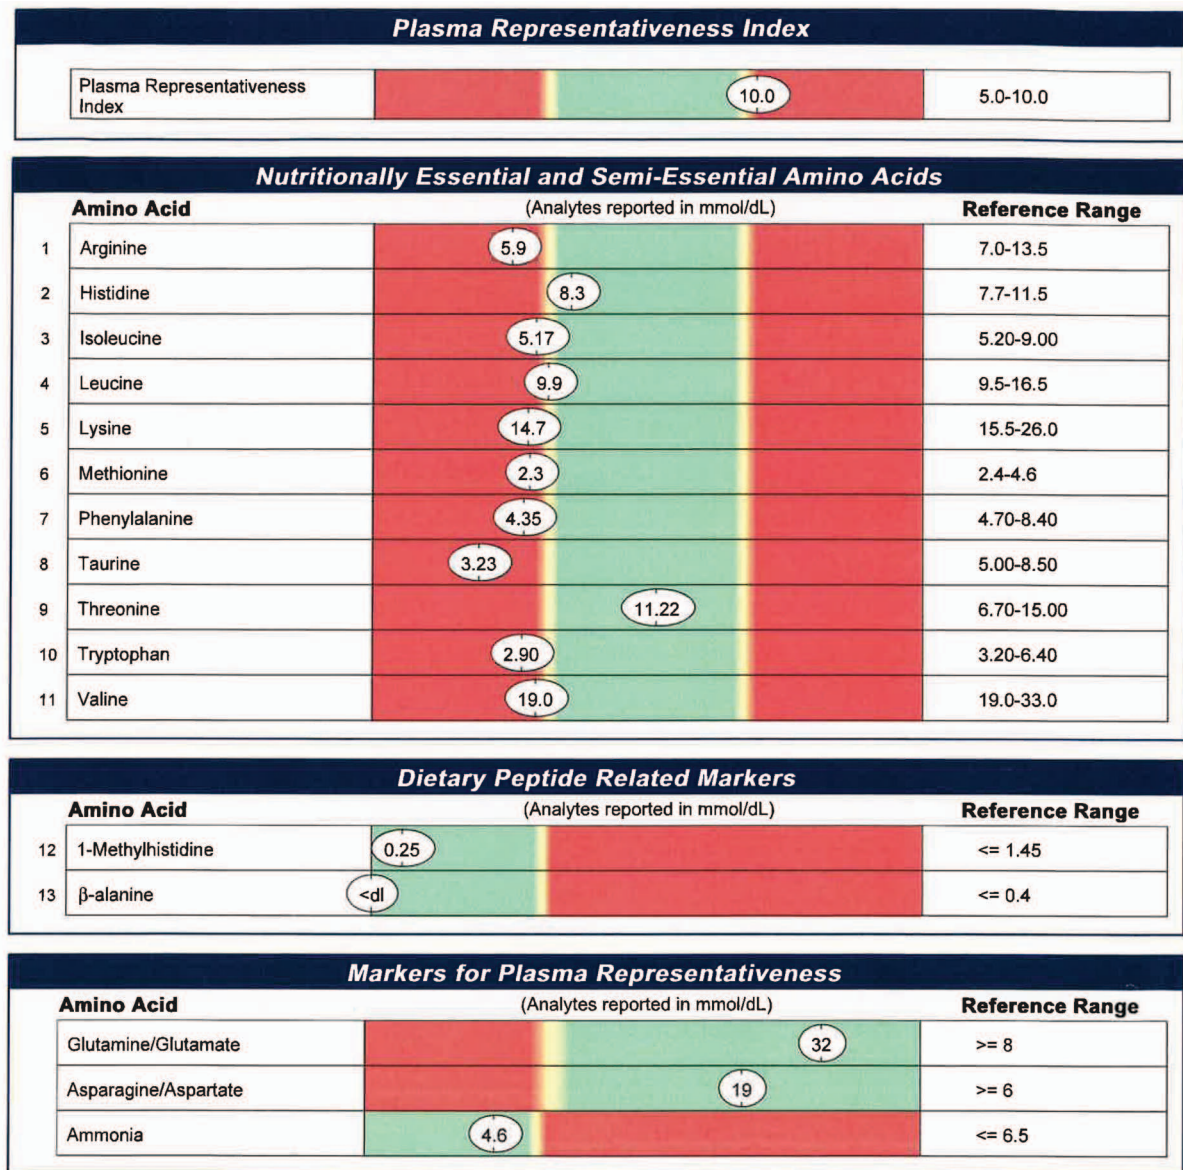 Plasma Representativeness Index
Plasma Representativeness
Index
10.0
5.0-10.0
Nutritionally Essential and Semi-Essential Amino Acids
Amino Acid (Analytes reported in mmol/dL) Reference Range
1 Arginine 5.9 7.0-13.5
2 Histidine 8.3 7.7-11.5
3 Isoleucine 5.17 5.20-9.00
4 Leucine 9.9 9.5-16.5
5 Lysine 14.7 15.5-26.0
6 Methionine 2.3 2.4-4.6
7 Phenylalanine 4.35 4.70-8.40
8 Taurine 3.23 5.00-8.50
9 Threonine 11.22 6.70-15.00
10 Tryptophan 2.90 3.20-6.40
11 Valine 19.0 19.0-33.0
Dietary Peptide Related Markers
Amino Acid (Analytes reported in mmol/dL) Reference Range
12 1-Methylhistidine 0.25 <= 1.45
13 β-alanine <dl <= 0.4
Markers for Plasma Representativeness
Amino Acid (Analytes reported in mmol/dL) Reference Range
Glutamine/Glutamate 32 >= 8
Asparagine/Aspartate 19 >= 6
Ammonia 4.6 <= 6.5